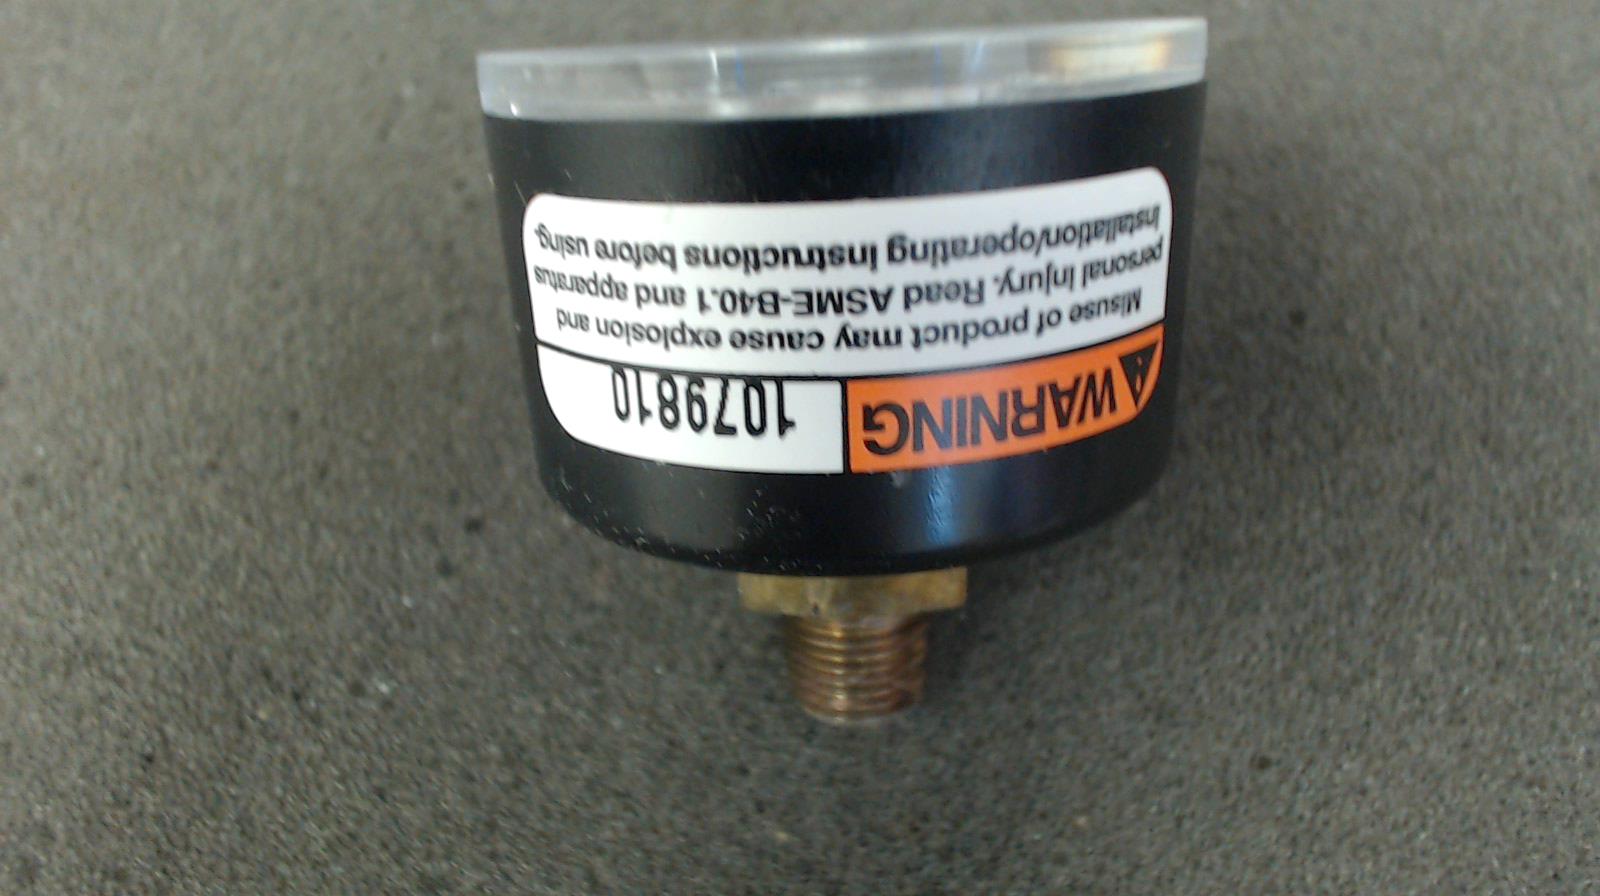 WARNING 1079810
Misuse of product may cause explosion and
personal injury. Read ASME-B40.1 and apparatus
installation/operating instructions before using.